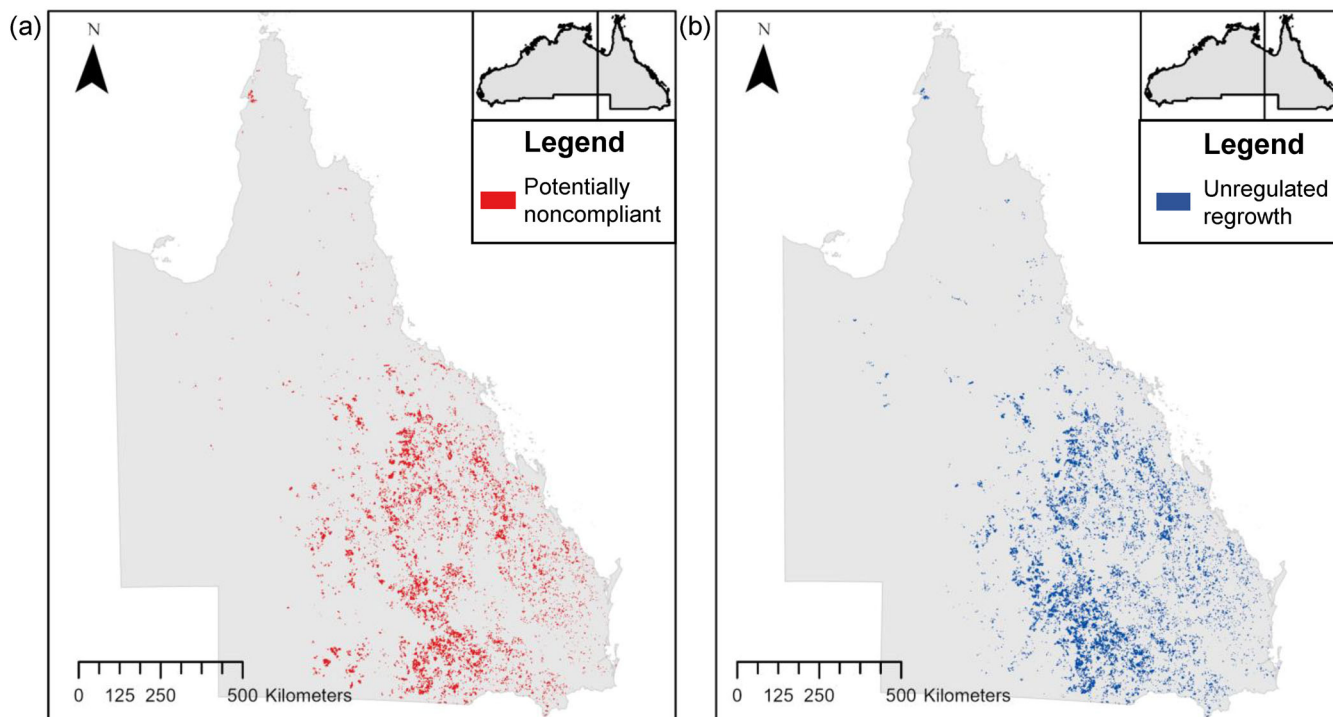 (a)
N
Legend
Potentially
noncompliant
0 125 250 500 Kilometers
(b)
N
Legend
Unregulated
regrowth
0 125 250 500 Kilometers